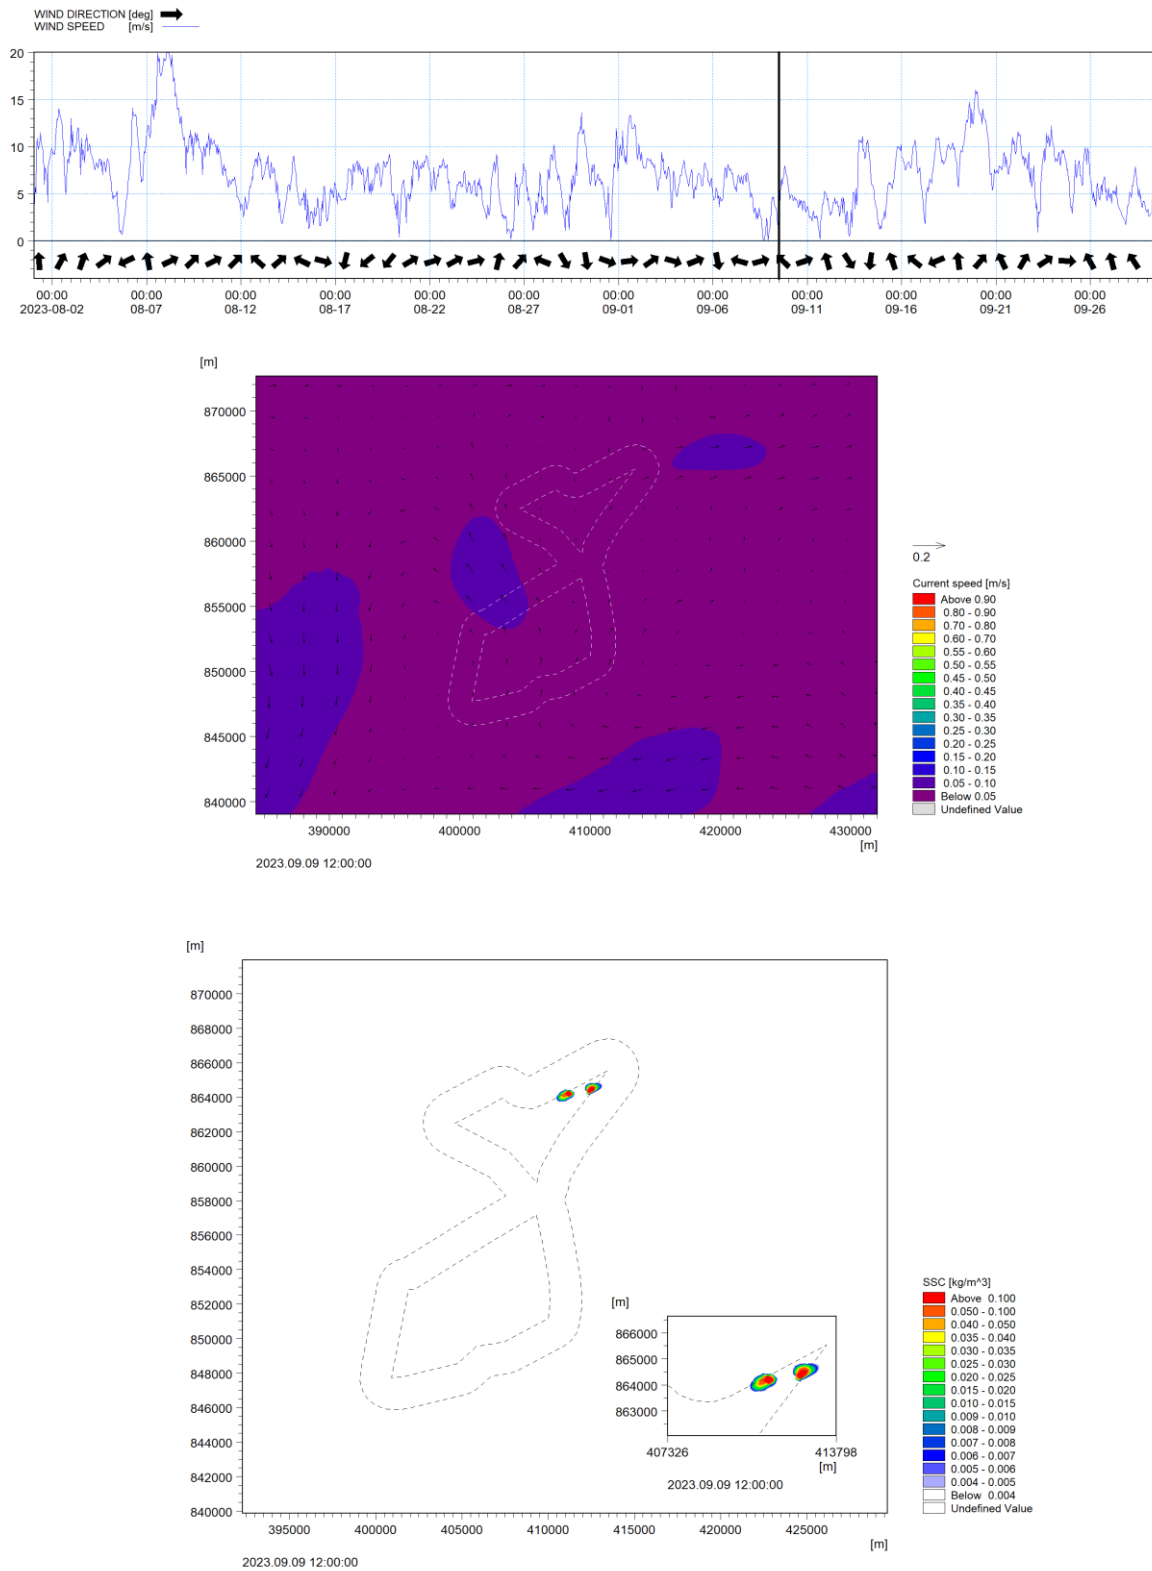 WIND DIRECTION [deg]
WIND SPEED [m/s]
20
15
10
5
0
00:00 00:00 00:00 00:00 00:00 00:00 00:00 00:00 00:00 00:00 00:00 00:00
2023-08-02 08-07 08-12 08-17 08-22 08-27 09-01 09-06 09-11 09-16 09-21 09-26
[m]
870000
865000
860000
855000
850000
845000
840000
390000 400000 410000 420000 430000
[m]
2023.09.09 12:00:00
0.2
Current speed [m/s]
Above 0.90
0.80 - 0.90
0.70 - 0.80
0.60 - 0.70
0.55 - 0.60
0.50 - 0.55
0.45 - 0.50
0.40 - 0.45
0.35 - 0.40
0.30 - 0.35
0.25 - 0.30
0.20 - 0.25
0.15 - 0.20
0.10 - 0.15
0.05 - 0.10
Below 0.05
Undefined Value
[m]
870000
868000
866000
864000
862000
860000
858000
856000
854000
852000
850000
848000
846000
844000
842000
840000
395000 400000 405000 410000 415000 420000 425000
[m]
2023.09.09 12:00:00
[m]
866000
865000
864000
863000
407326 413798
[m]
2023.09.09 12:00:00
SSC [kg/m^3]
Above 0.100
0.050 - 0.100
0.040 - 0.050
0.035 - 0.040
0.030 - 0.035
0.025 - 0.030
0.020 - 0.025
0.015 - 0.020
0.010 - 0.015
0.009 - 0.010
0.008 - 0.009
0.007 - 0.008
0.006 - 0.007
0.005 - 0.006
0.004 - 0.005
Below 0.004
Undefined Value